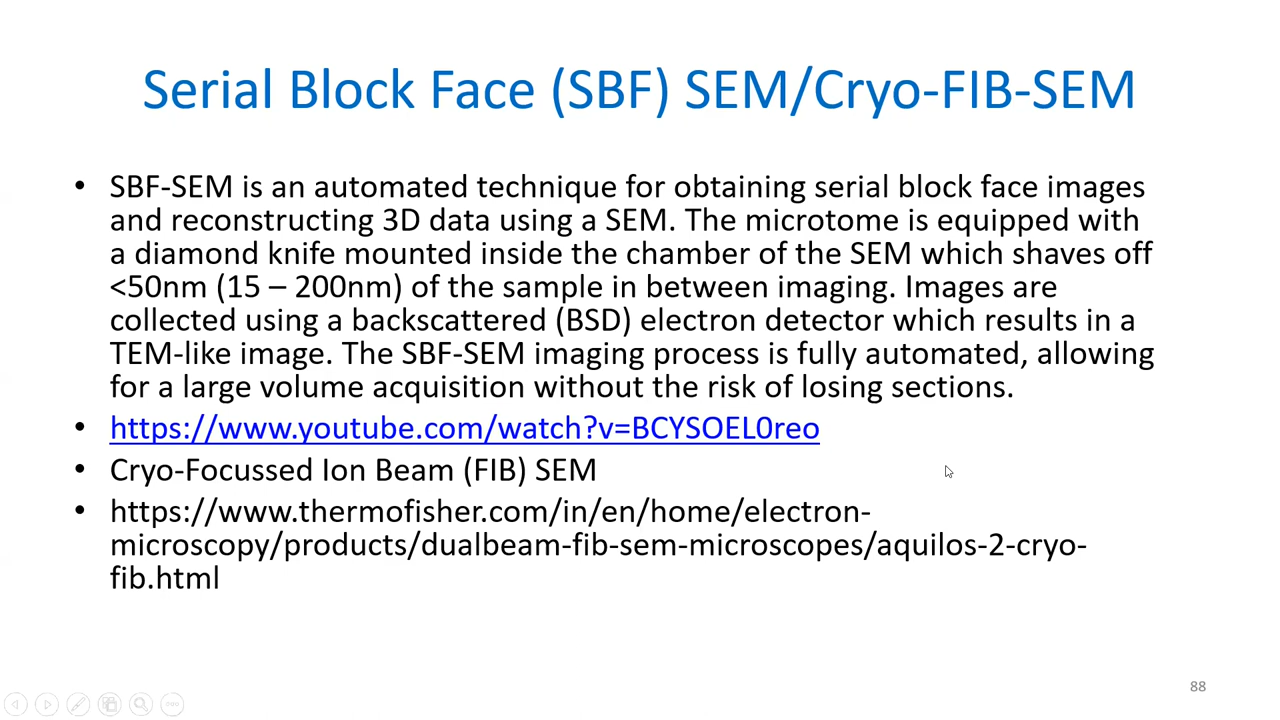 Serial Block Face (SBF) SEM/Cryo-FIB-SEM
• SBF-SEM is an automated technique for obtaining serial block face images
and reconstructing 3D data using a SEM. The microtome is equipped with
a diamond knife mounted inside the chamber of the SEM which shaves off
<50nm (15 – 200nm) of the sample in between imaging. Images are
collected using a backscattered (BSD) electron detector which results in a
TEM-like image. The SBF-SEM imaging process is fully automated, allowing
for a large volume acquisition without the risk of losing sections.
• https://www.youtube.com/watch?v=BCYSOEL0reo
• Cryo-Focussed Ion Beam (FIB) SEM
• https://www.thermofisher.com/in/en/home/electron-
microscopy/products/dualbeam-fib-sem-microscopes/aquilos-2-cryo-
fib.html
88